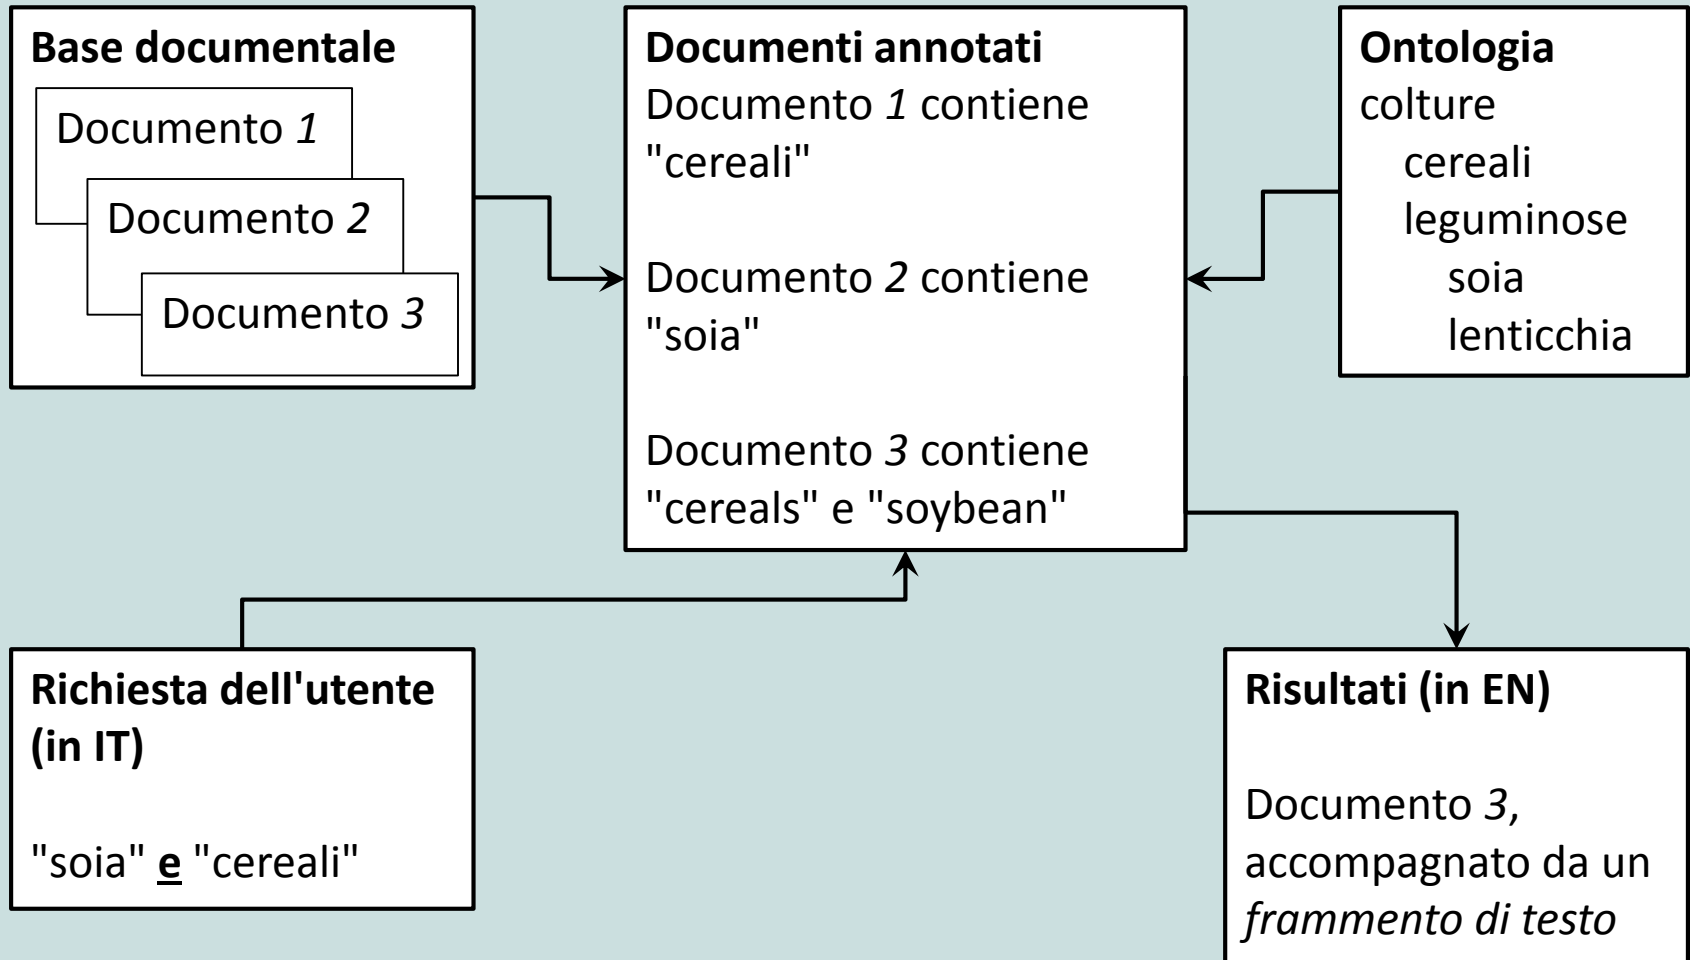 Base documentale
Documento 1
Documento 2
Documento 3
Documenti annotati
Documento 1 contiene
"cereali"
Documento 2 contiene
"soia"
Documento 3 contiene
"cereals" e "soybean"
Ontologia
colture
cereali
leguminose
soia
lenticchia
Richiesta dell'utente
(in IT)
"soia" e "cereali"
Risultati (in EN)
Documento 3,
accompagnato da un
frammento di testo